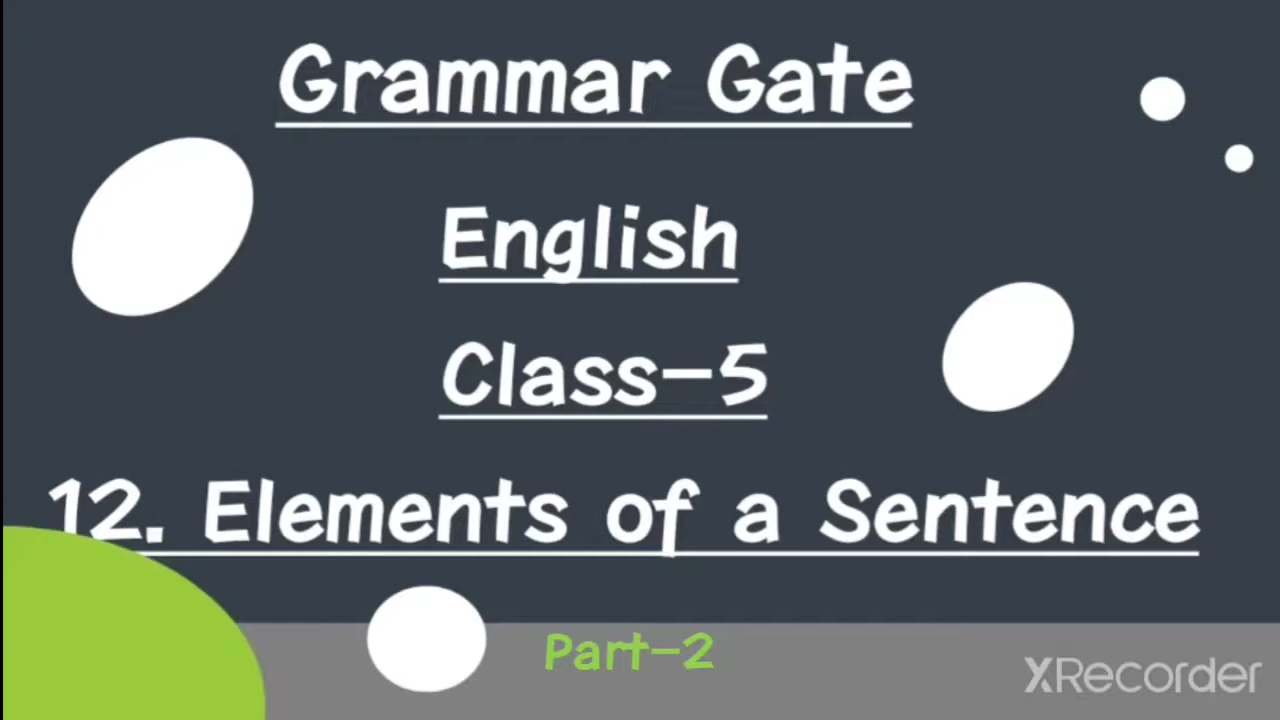 Grammar Gate
English
Class-5
12. Elements of a Sentence
Part-2
XRecorder